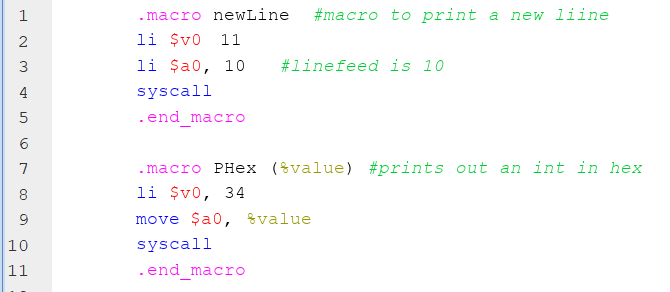 1 .macro newLine #macro to print a new liine
2 li $v0 11
3 li $a0, 10 #linefeed is 10
4 syscall
5 .end_macro
6
7 .macro PHex (%value) #prints out an int in hex
8 li $v0, 34
9 move $a0, %value
10 syscall
11 .end_macro